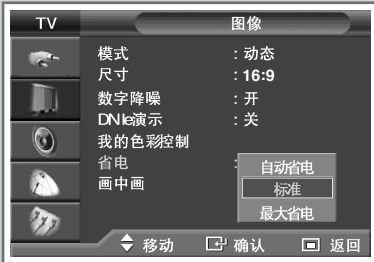 TV 图像
模式 : 动态
尺寸 : 16:9
数字降噪 : 开
DNIe演示 : 关
我的色彩控制
省电 :
自动省电
标准
最大省电
画中画
移动 确认 返回